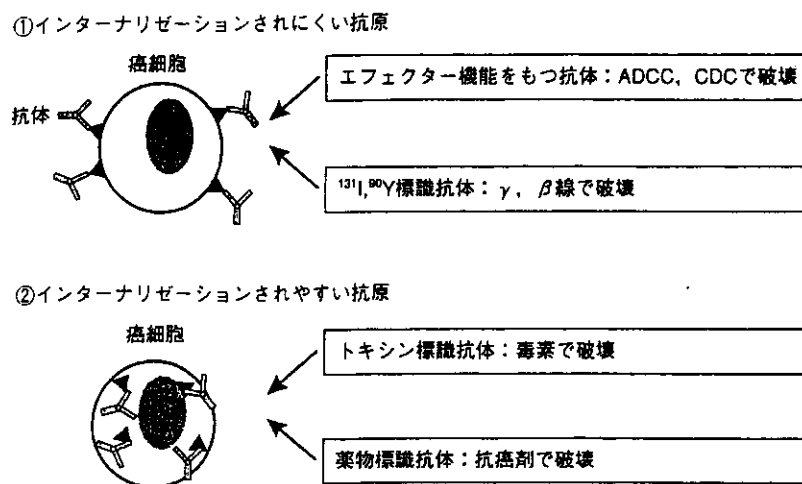 ①インターナリゼーションされにくい抗原
癌細胞
抗体
エフェクター機能をもつ抗体：ADCC，CDCで破壊
¹³¹I,⁹⁰Y標識抗体：γ，β線で破壊
②インターナリゼーションされやすい抗原
癌細胞
トキシン標識抗体：毒素で破壊
薬物標識抗体：抗癌剤で破壊